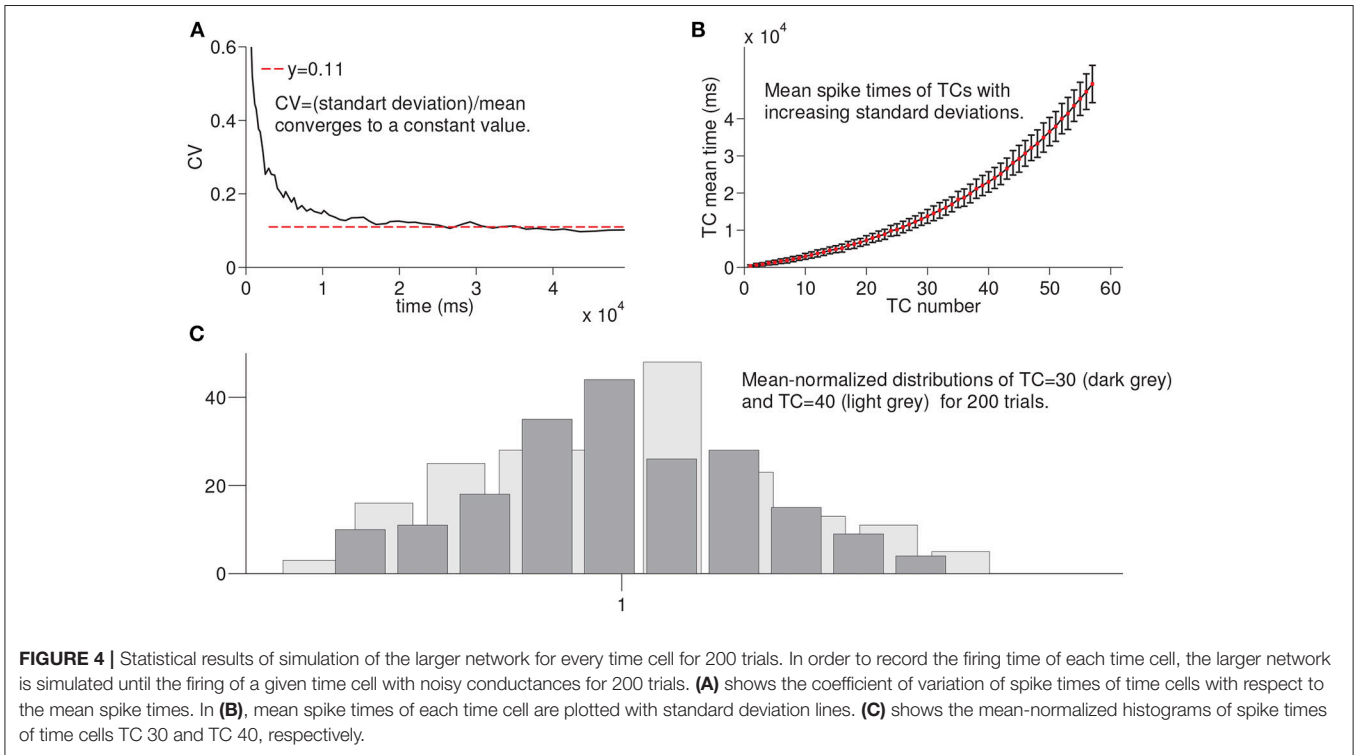 A
0.6
0.4
0.2
0
CV
y=0.11
CV=(standart deviation)/mean
converges to a constant value.
0 1 2 3 4
time (ms)
x 10⁴
B
x 10⁴
4
3
2
1
0
TC mean time (ms)
Mean spike times of TCs with
increasing standard deviations.
0 10 20 30 40 50 60
TC number
C
40
20
0
Mean-normalized distributions of TC=30 (dark grey)
and TC=40 (light grey) for 200 trials.
1
FIGURE 4 | Statistical results of simulation of the larger network for every time cell for 200 trials. In order to record the firing time of each time cell, the larger network
is simulated until the firing of a given time cell with noisy conductances for 200 trials. (A) shows the coefficient of variation of spike times of time cells with respect to
the mean spike times. In (B), mean spike times of each time cell are plotted with standard deviation lines. (C) shows the mean-normalized histograms of spike times
of time cells TC 30 and TC 40, respectively.